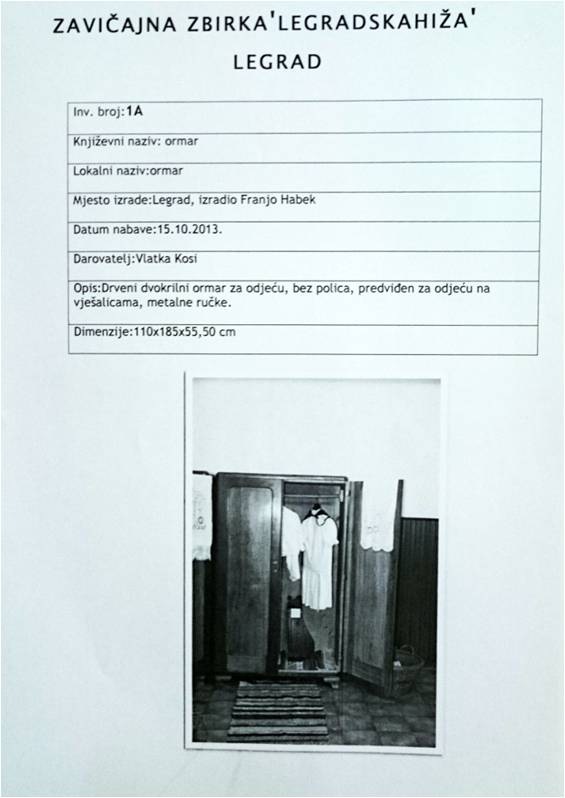 ZAVIČAJNA ZBIRKA'LEGRADSKAHIŽA'
LEGRAD
Inv. broj:1A
Književni naziv: ormar
Lokalni naziv:ormar
Mjesto izrade:Legrad, izradio Franjo Habek
Datum nabave:15.10.2013.
Darovatelj:Vlatka Kosi
Opis:Drveni dvokrilni ormar za odjeću, bez polica, predviđen za odjeću na
vješalicama, metalne ručke.
Dimenzije:110x185x55,50 cm